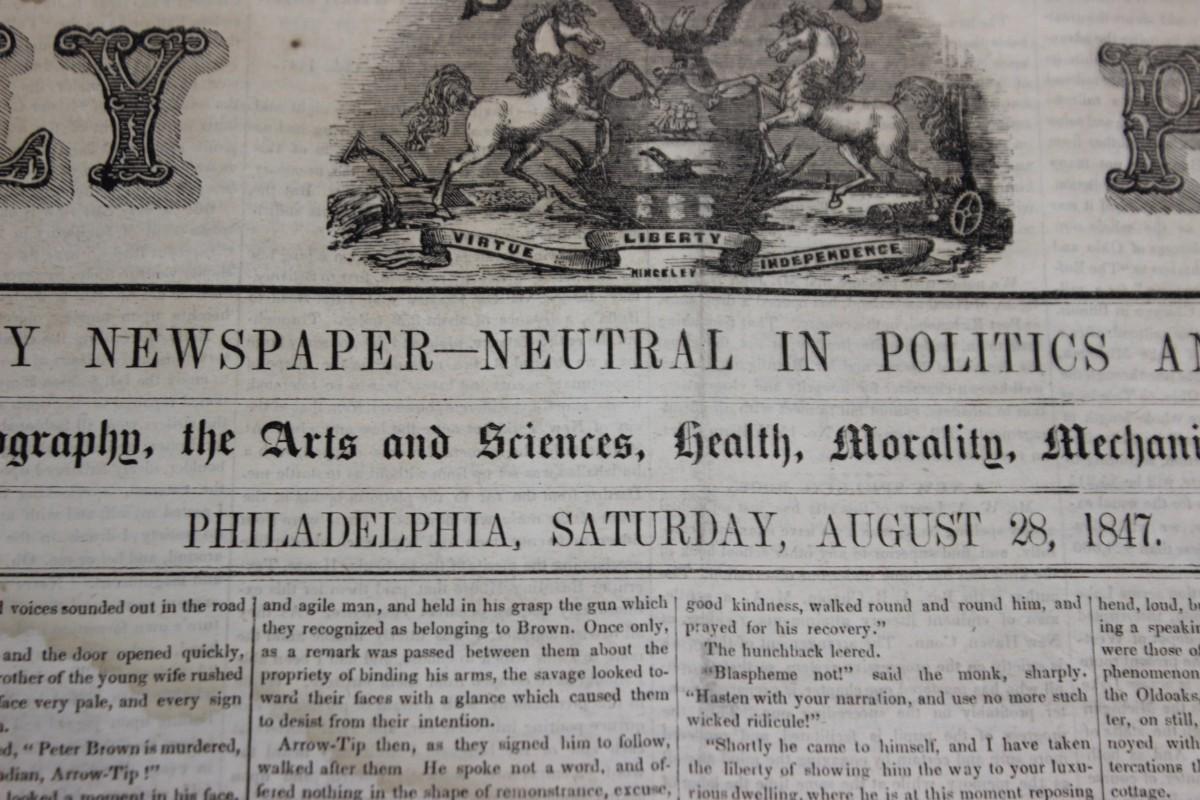 LY P
VIRTUE LIBERTY INDEPENDENCE
HINCKLEY
Y NEWSPAPER—NEUTRAL IN POLITICS AN
ography, the Arts and Sciences, Health, Morality, Mechani
PHILADELPHIA, SATURDAY, AUGUST 28, 1847.
voices sounded out in the road
and the door opened quickly,
rother of the young wife rushed
face very pale, and every sign
ed, “ Peter Brown is murdered,
dian, Arrow-Tip !”
looked a moment in his face,
and agile man, and held in his grasp the gun which
they recognized as belonging to Brown. Once only,
as a remark was passed between them about the
propriety of binding his arms, the savage looked to-
ward their faces with a glance which caused them
to desist from their intention.
Arrow-Tip then, as they signed him to follow,
walked after them He spoke not a word, and of-
fered nothing in the shape of remonstrance, excuse,
good kindness, walked round and round him, and
prayed for his recovery.”
The hunchback leered.
“Blaspheme not!” said the monk, sharply.
“Hasten with your narration, and use no more such
wicked ridicule!”
“Shortly he came to himself, and I have taken
the liberty of showing him the way to your luxu-
rious dwelling, where he is at this moment reposing
hend, loud, b
ing a speakin
were those of
phenomenon
the Oldoaks.
ter, on still,
noyed with
tercations th
cottage.